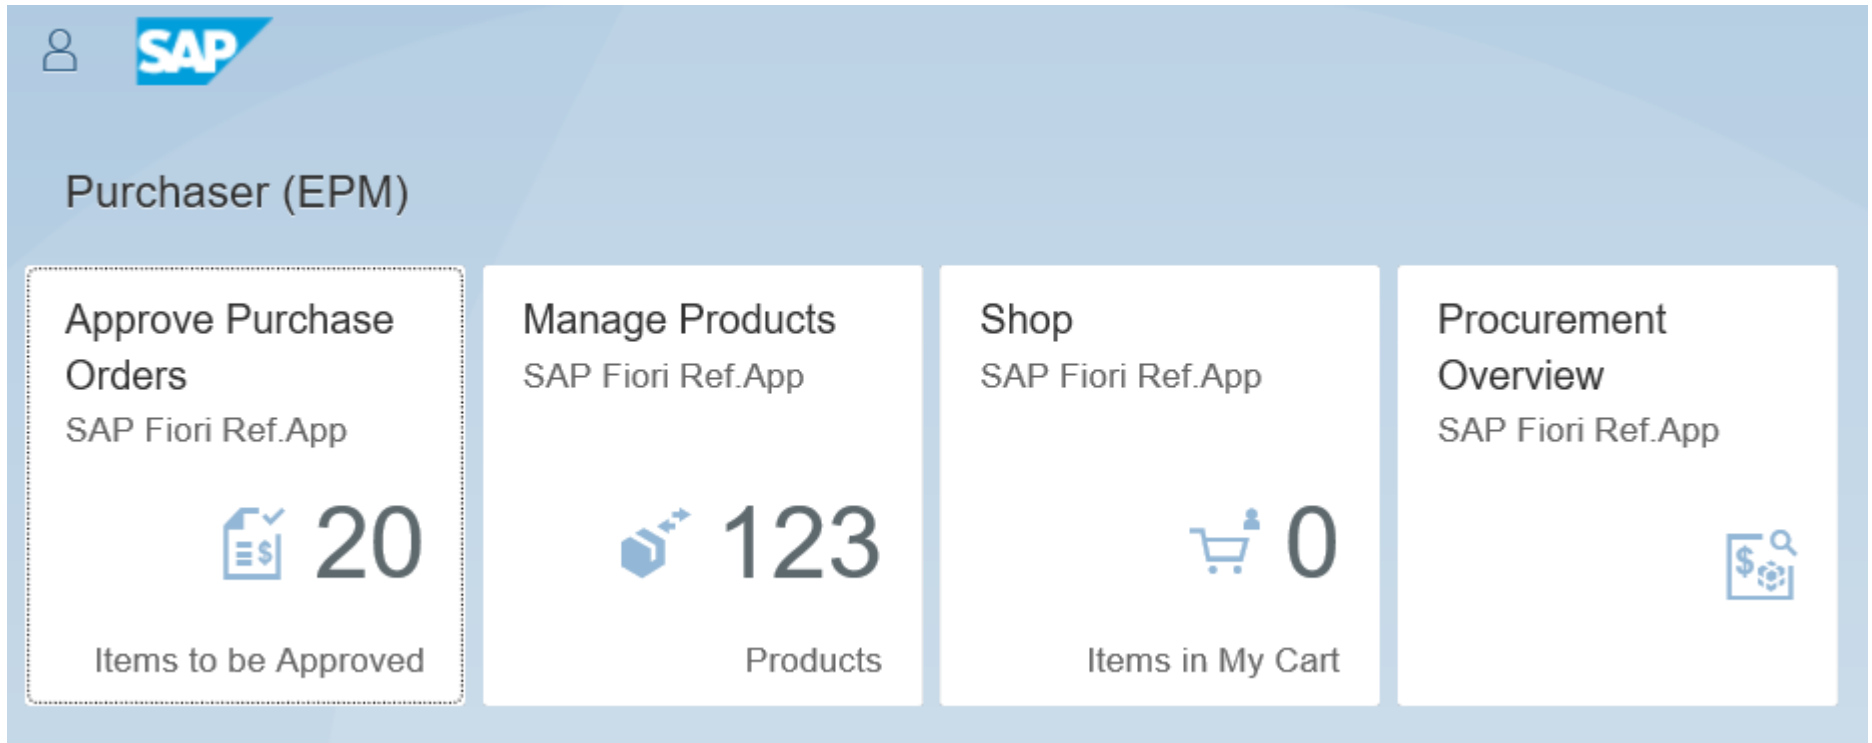 SAP
Purchaser (EPM)
Approve Purchase
Orders
SAP Fiori Ref.App
20
Items to be Approved
Manage Products
SAP Fiori Ref.App
123
Products
Shop
SAP Fiori Ref.App
0
Items in My Cart
Procurement
Overview
SAP Fiori Ref.App